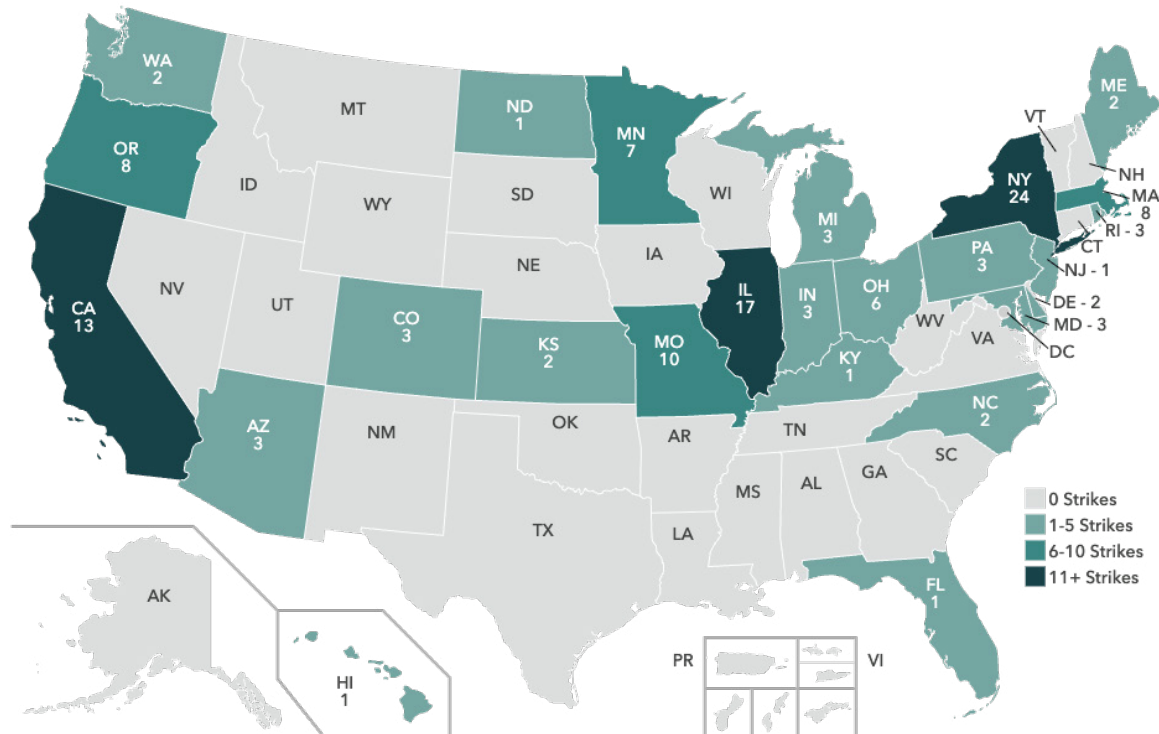 WA
2
MT
ND
1
MN
7
ME
2
VT
OR
8
ID
SD
WI
NH
NY
24
MA
8
WY
MI
3
RI - 3
CT
NE
IA
PA
3
NJ - 1
NV
UT
CA
13
CO
3
KS
2
MO
10
IL
17
IN
3
OH
6
WV
VA
DE - 2
MD - 3
DC
KY
1
AZ
3
NM
OK
AR
TN
NC
2
SC
MS
AL
GA
TX
LA
0 Strikes
1-5 Strikes
6-10 Strikes
11+ Strikes
FL
1
AK
HI
1
PR
VI